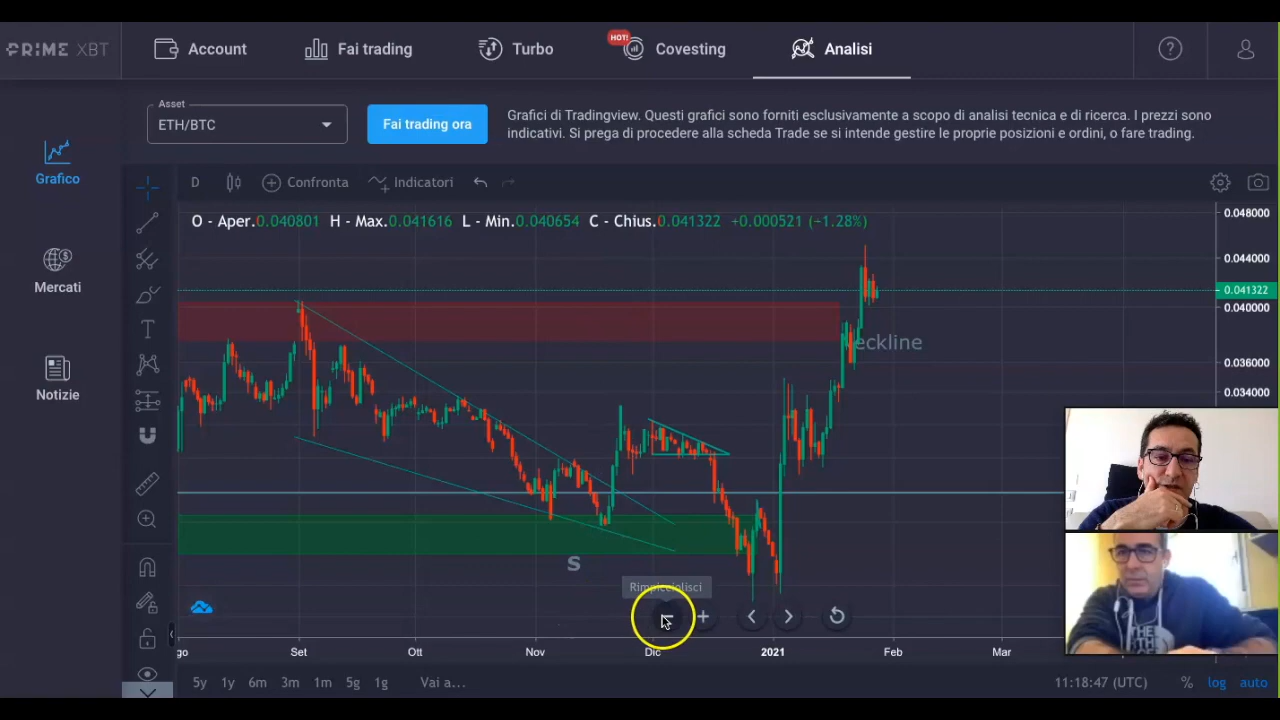 PRIME XBT
Account
Fai trading
Turbo
HOT!
Covesting
Analisi
Asset
ETH/BTC
Fai trading ora
Grafici di Tradingview. Questi grafici sono forniti esclusivamente a scopo di analisi tecnica e di ricerca. I prezzi sono
indicativi. Si prega di procedere alla scheda Trade se si intende gestire le proprie posizioni e ordini, o fare trading.
Grafico
Mercati
Notizie
D
Confronta
Indicatori
O - Aper.0.040801 H - Max.0.041616 L - Min.0.040654 C - Chius.0.041322 +0.000521 (−1.28%)
0.048000
0.044000
0.041322
0.040000
0.036000
0.034000
eckline
S
Rimpicciolisci
go Set Ott Nov Dic 2021 Feb Mar
5y 1y 6m 3m 1m 5g 1g Vai a...
11:18:47 (UTC) % log auto
THE